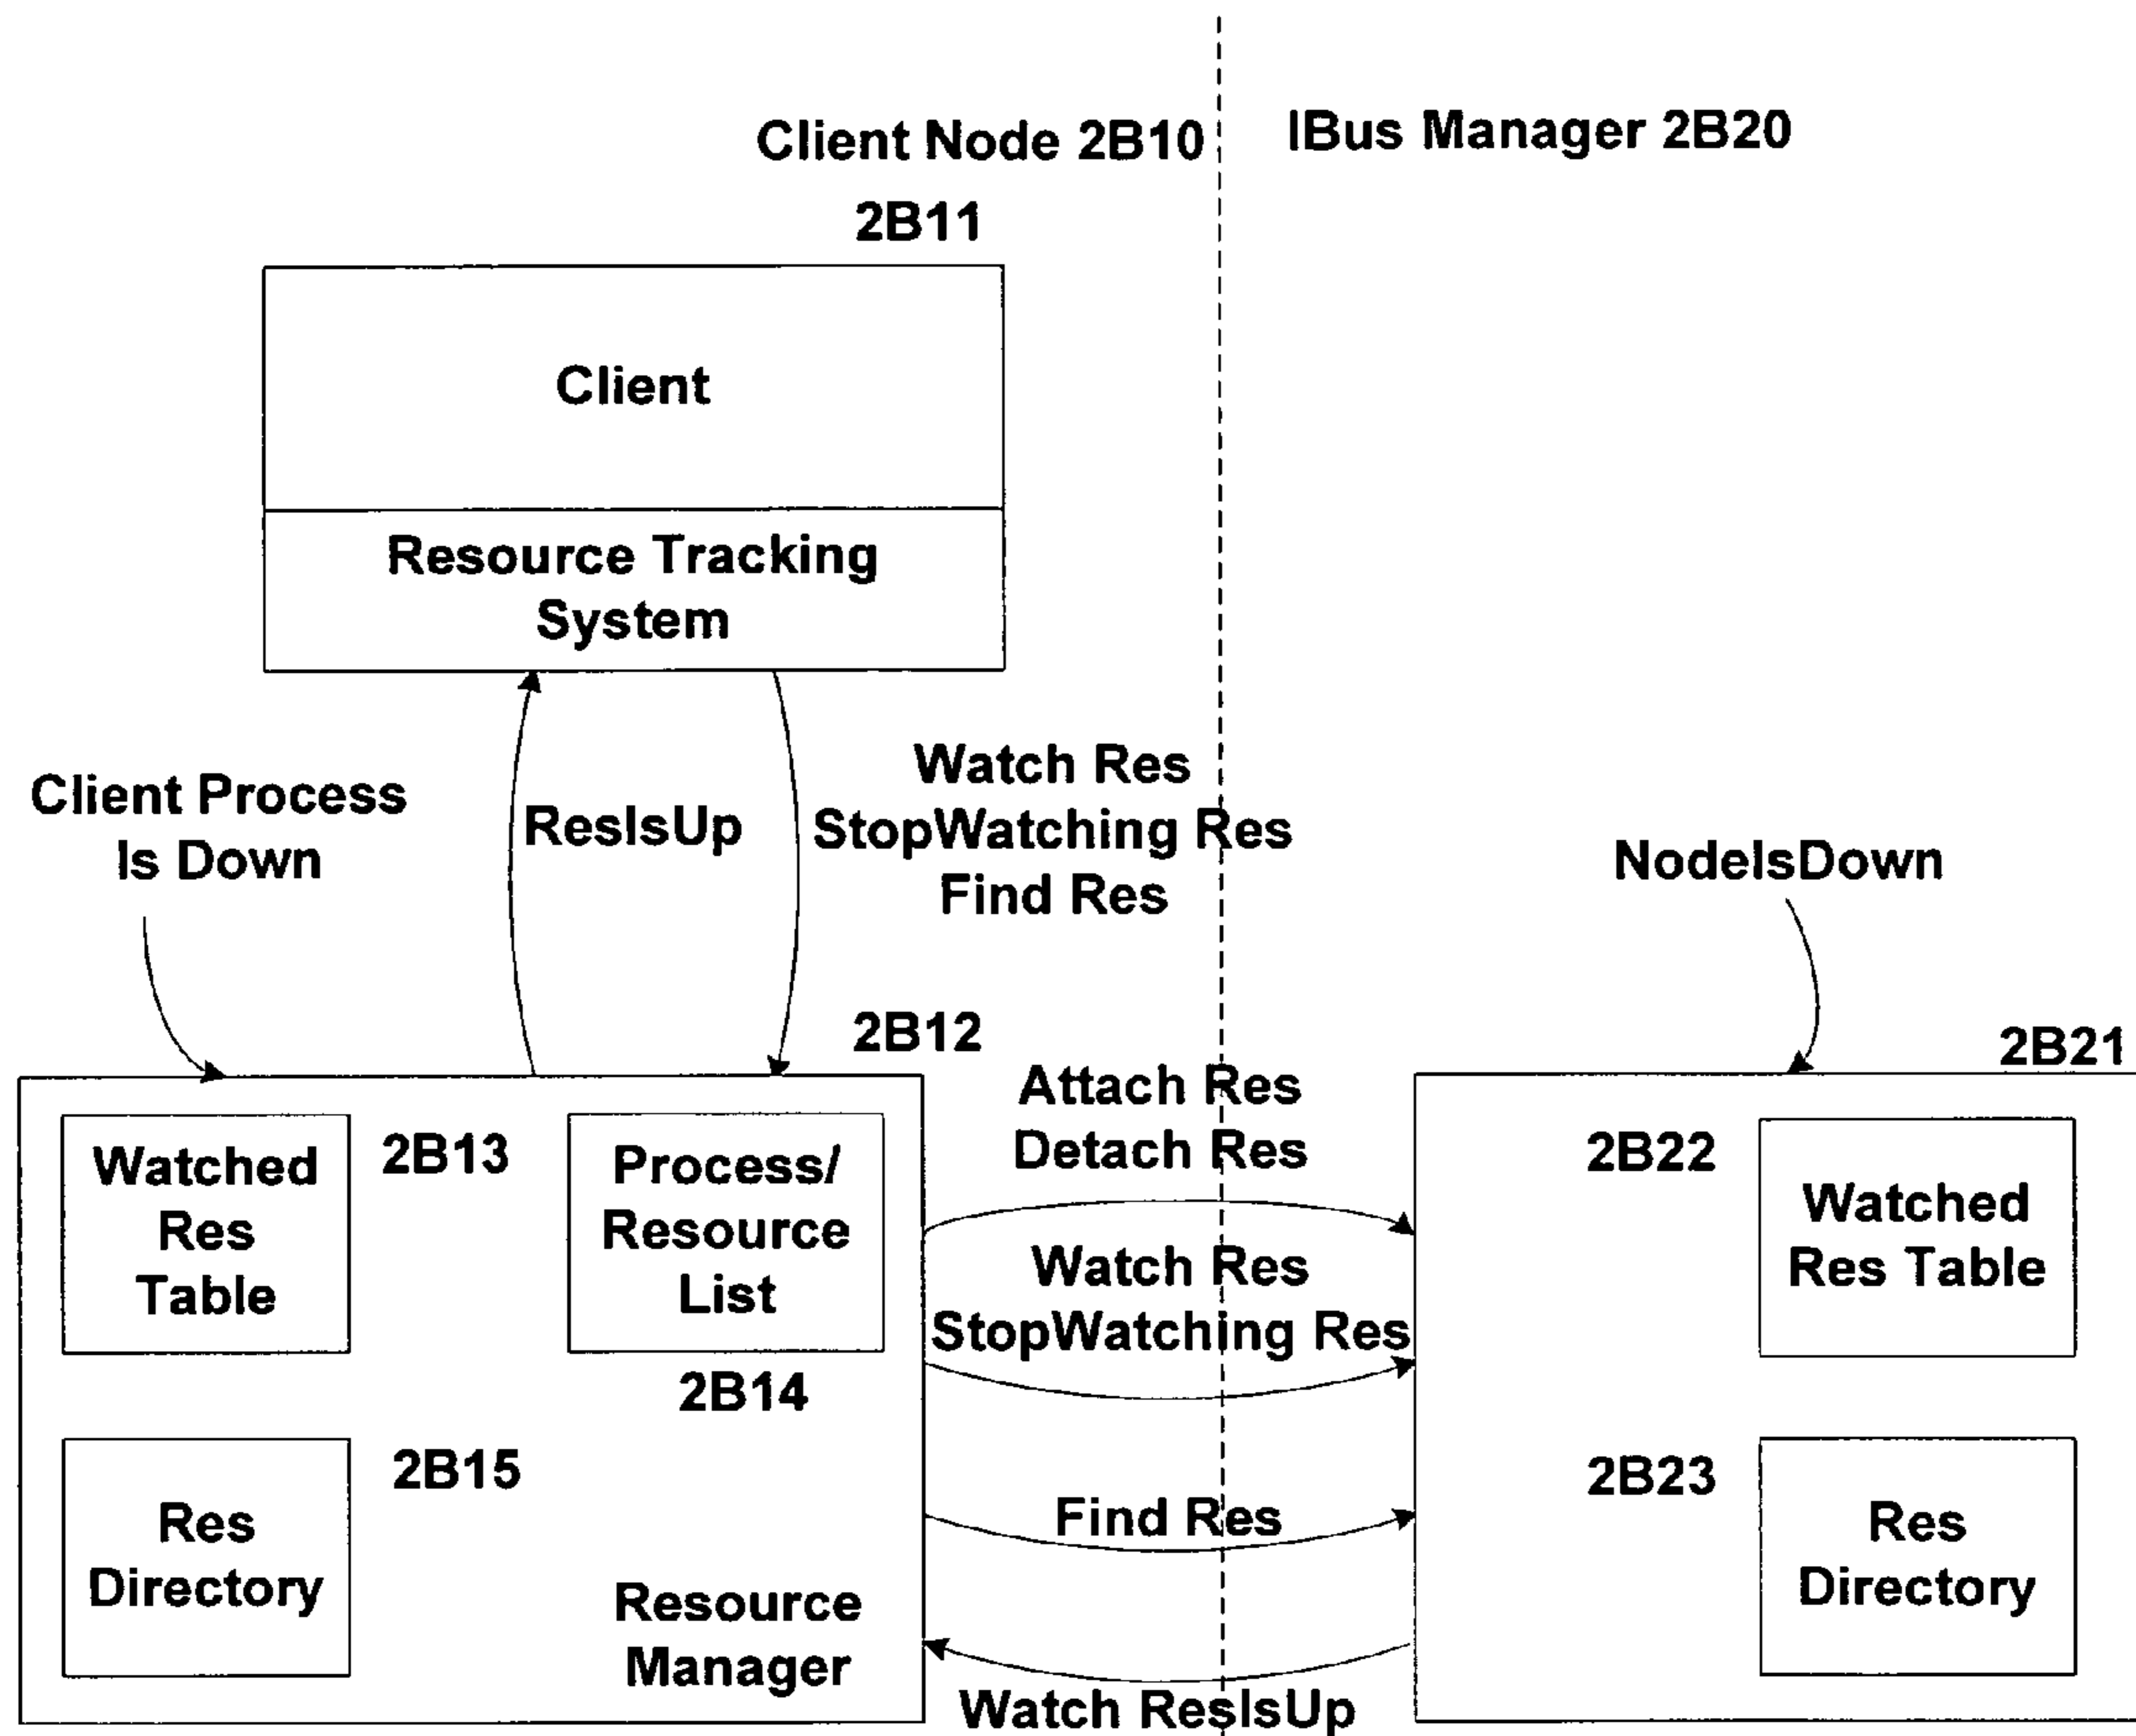 Client Node 2B10
IBus Manager 2B20
2B11
Client
Resource Tracking
System
Client Process
Is Down
ResIsUp
Watch Res
StopWatching Res
Find Res
NodeIsDown
2B12
2B21
Attach Res
Detach Res
Watched
Res
Table
2B13
Process/
Resource
List
2B14
Watch Res
StopWatching Res
2B22
Watched
Res Table
2B15
Res
Directory
Find Res
2B23
Res
Directory
Resource
Manager
Watch ResIsUp